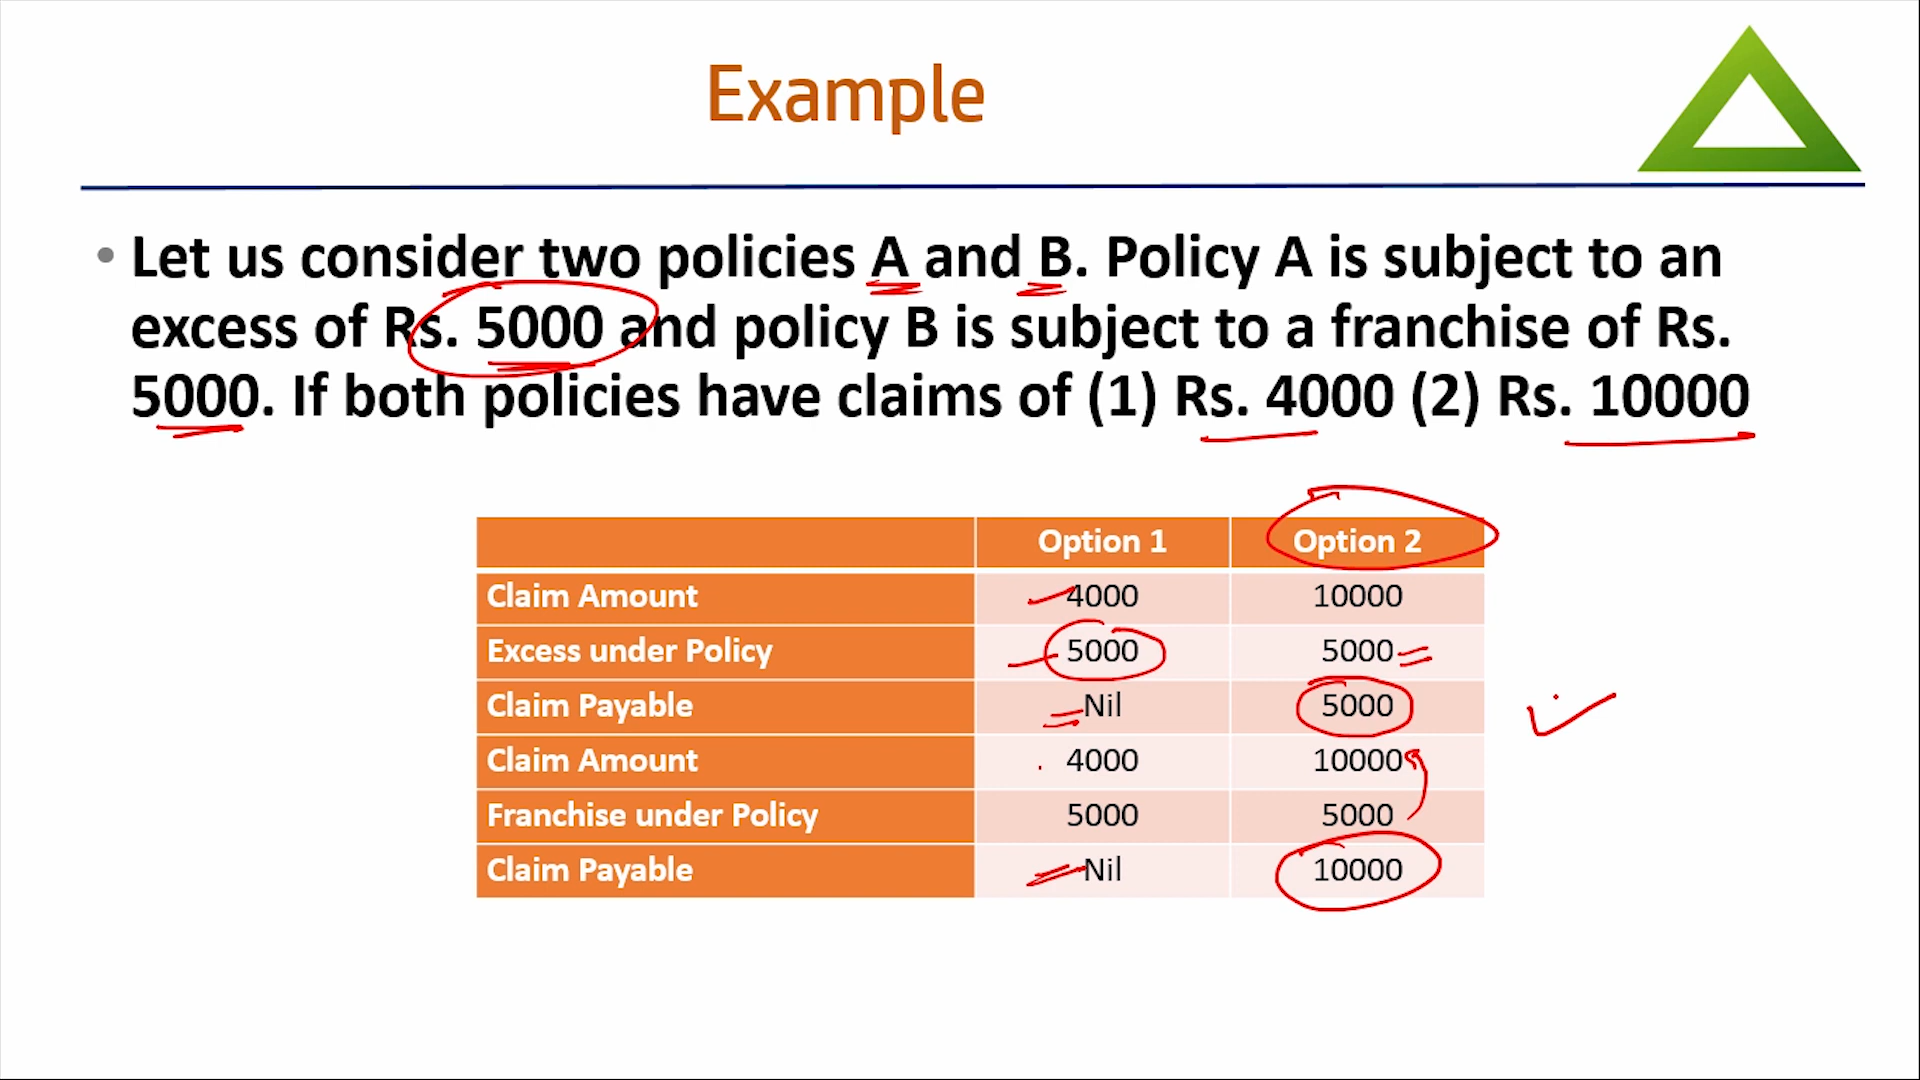 Example
• Let us consider two policies A and B. Policy A is subject to an
excess of Rs. 5000 and policy B is subject to a franchise of Rs.
5000. If both policies have claims of (1) Rs. 4000 (2) Rs. 10000
Option 1 Option 2
Claim Amount 4000 10000
Excess under Policy 5000 5000
Claim Payable Nil 5000
Claim Amount 4000 10000
Franchise under Policy 5000 5000
Claim Payable Nil 10000